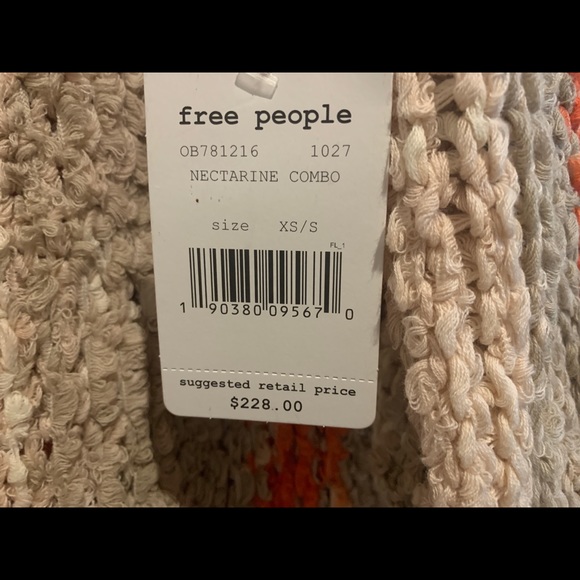 free people
OB781216 1027
NECTARINE COMBO
size XS/S
FL_1
1 90380 09567 0
suggested retail price
$228.00